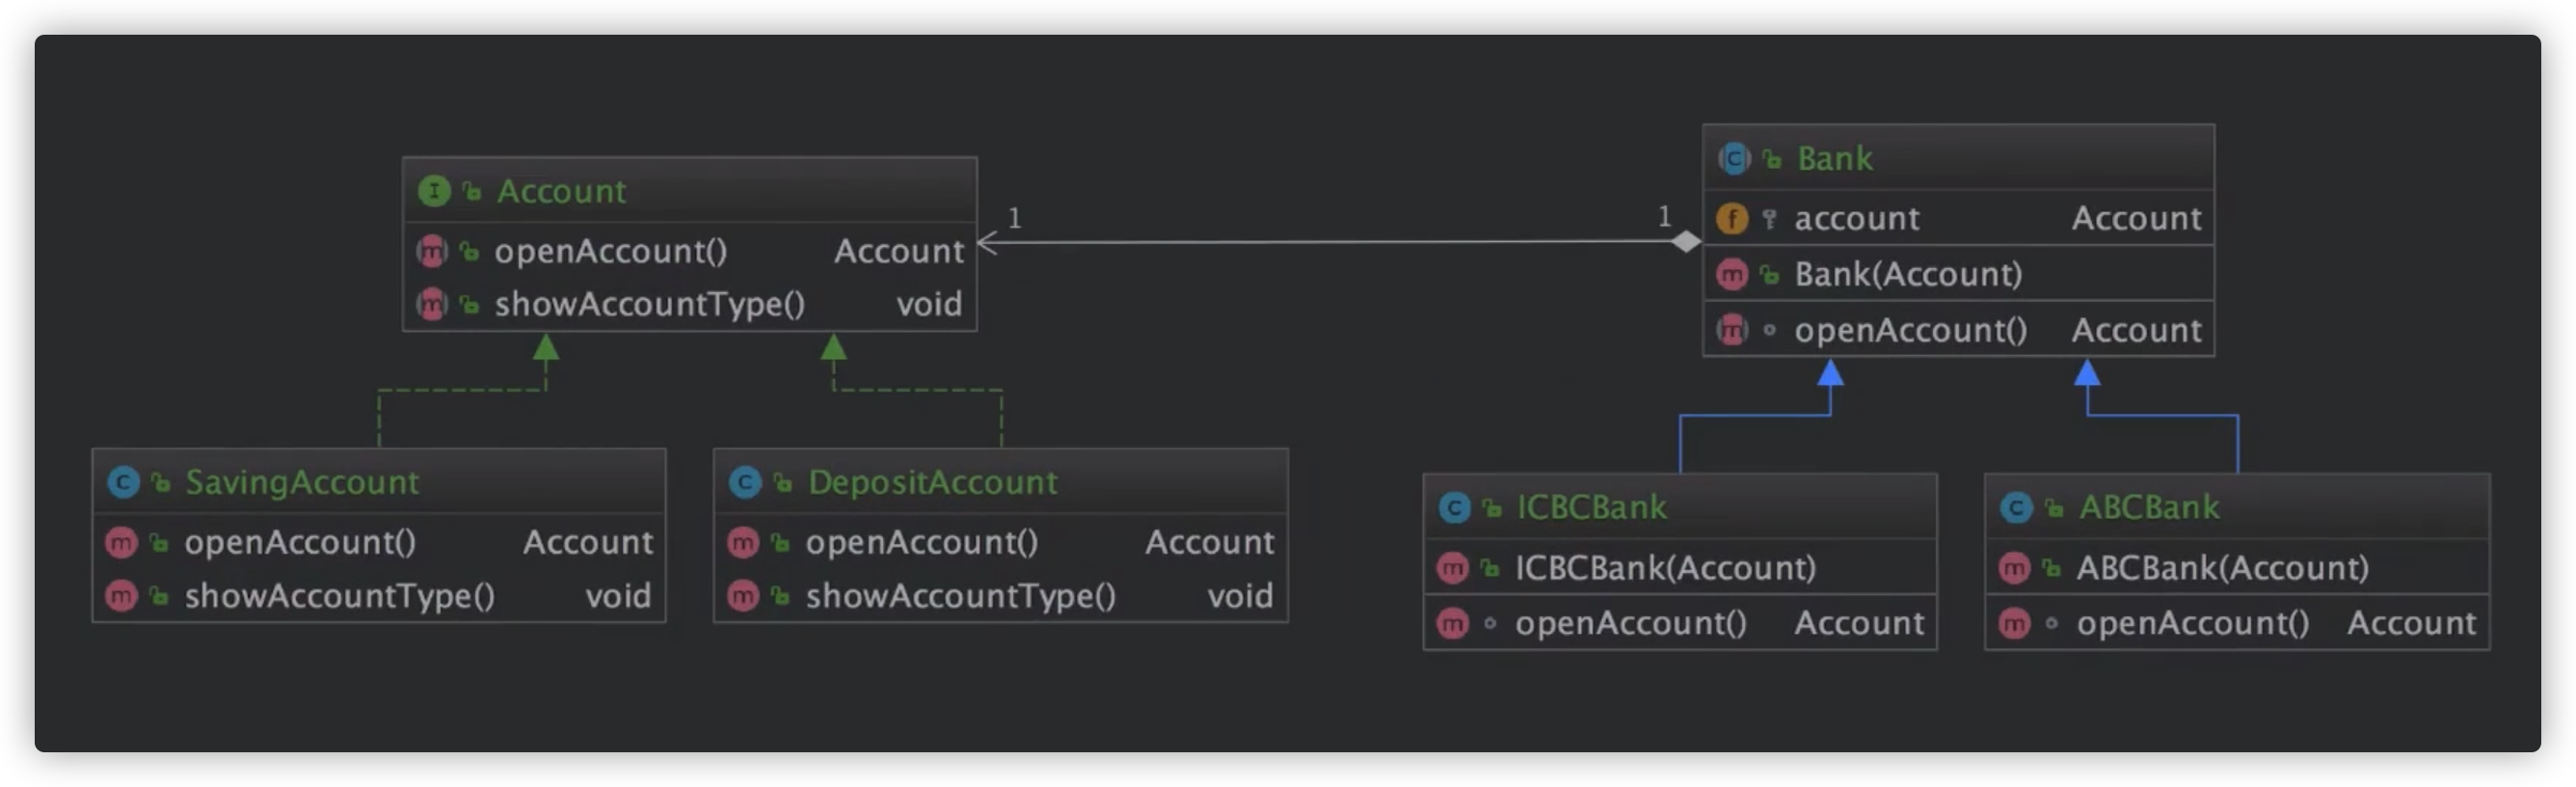 Account
openAccount() Account
showAccountType() void
1
1
Bank
account Account
Bank(Account)
openAccount() Account
SavingAccount
openAccount() Account
showAccountType() void
DepositAccount
openAccount() Account
showAccountType() void
ICBCBank
ICBCBank(Account)
openAccount() Account
ABCBank
ABCBank(Account)
openAccount() Account